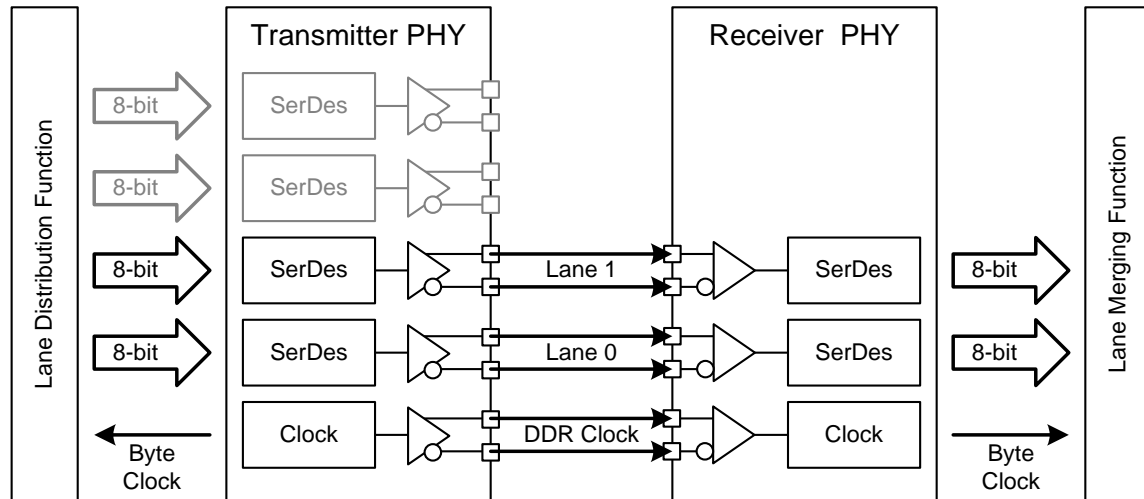 Lane Distribution Function
Transmitter PHY
Receiver PHY
Lane Merging Function
8-bit
SerDes
8-bit
SerDes
8-bit
SerDes
Lane 1
SerDes
8-bit
8-bit
SerDes
Lane 0
SerDes
8-bit
Byte
Clock
Clock
DDR Clock
Clock
Byte
Clock